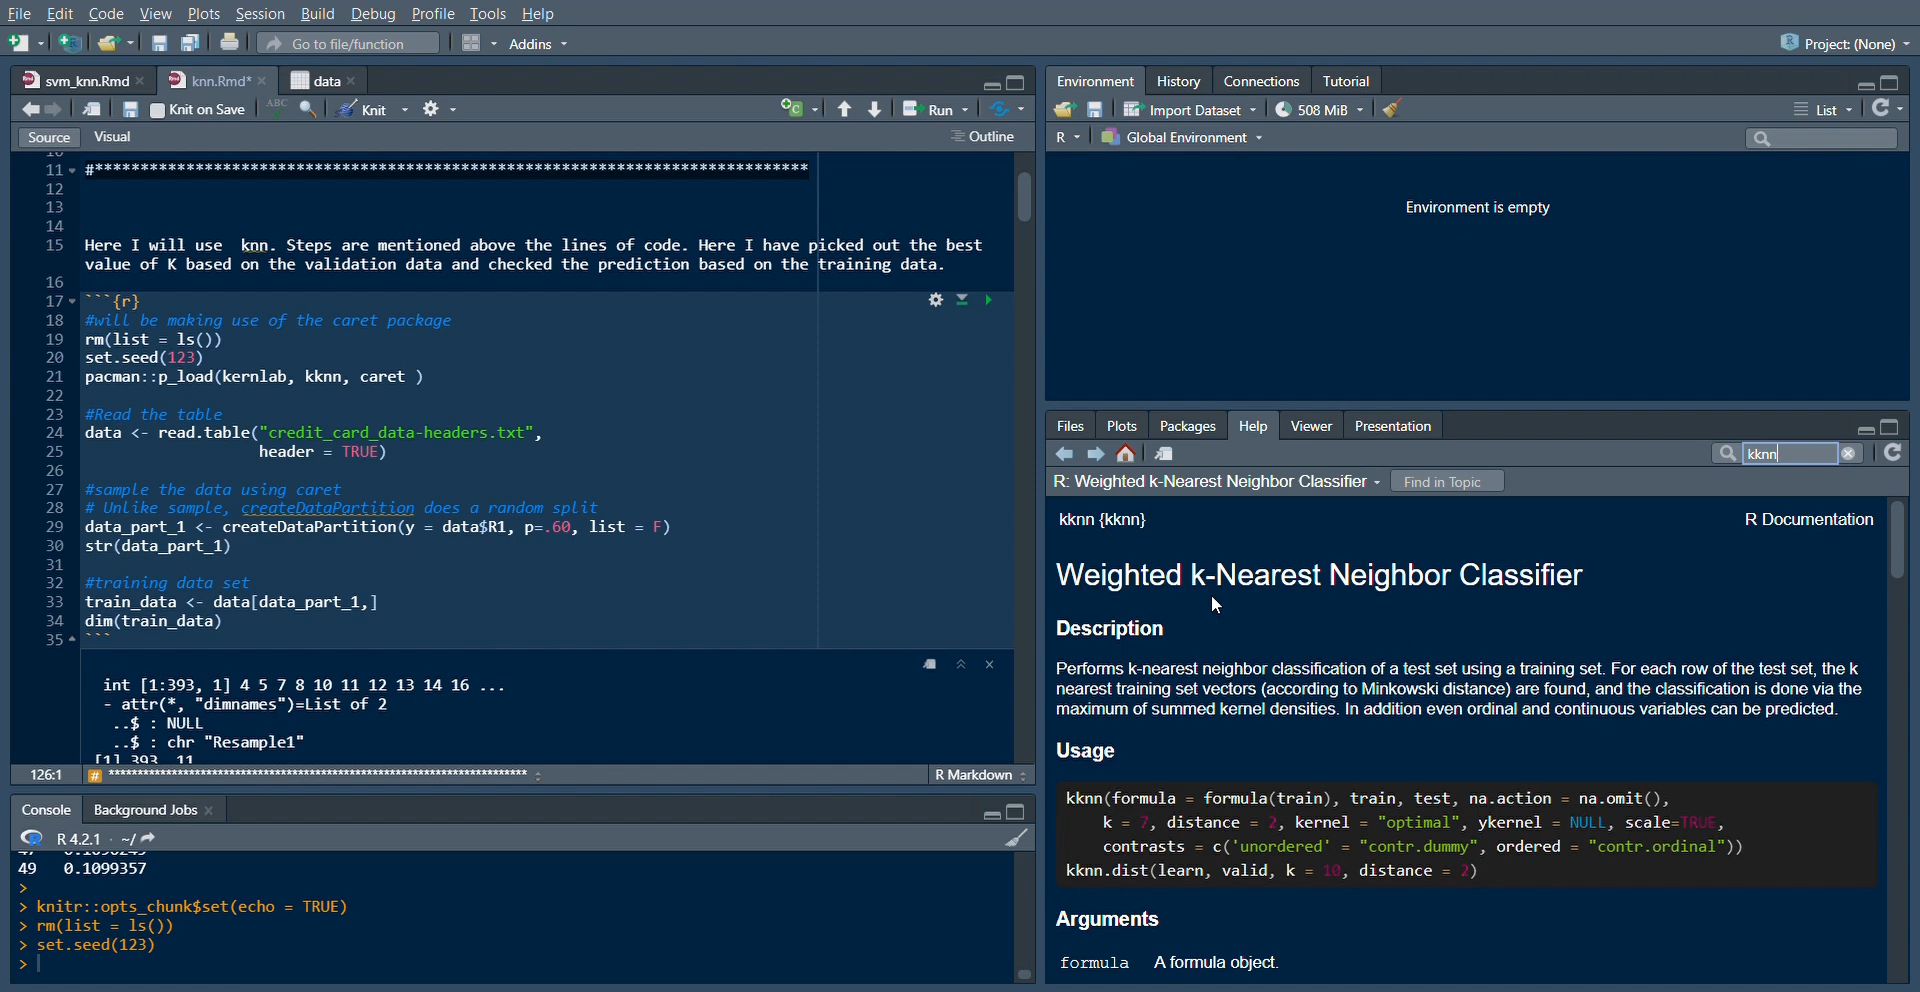 File Edit Code View Plots Session Build Debug Profile Tools Help
Go to file/function Addins Project: (None)
svm_knn.Rmd knn.Rmd* data
Knit on Save ABC Knit Run
Source Visual Outline
10
11 #******************************************************************************
12
13
14
15 Here I will use knn. Steps are mentioned above the lines of code. Here I have picked out the best
value of K based on the validation data and checked the prediction based on the training data.
16
17 ```{r}
18 #will be making use of the caret package
19 rm(list = ls())
20 set.seed(123)
21 pacman::p_load(kernlab, kknn, caret )
22
23 #Read the table
24 data <- read.table("credit_card_data-headers.txt",
25 header = TRUE)
26
27 #sample the data using caret
28 # Unlike sample, createDataPartition does a random split
29 data_part_1 <- createDataPartition(y = data$R1, p=.60, list = F)
30 str(data_part_1)
31
32 #training data set
33 train_data <- data[data_part_1,]
34 dim(train_data)
35 ```
int [1:393, 1] 4 5 7 8 10 11 12 13 14 16 ...
- attr(*, "dimnames")=List of 2
..$ : NULL
..$ : chr "Resample1"
[1] 393 11
126:1 # ****************************************************************************** R Markdown
Console Background Jobs
R 4.2.1 · ~/
49 0.1099357
>
> knitr::opts_chunk$set(echo = TRUE)
> rm(list = ls())
> set.seed(123)
>
Environment History Connections Tutorial
Import Dataset 508 MiB List
R Global Environment
Environment is empty
Files Plots Packages Help Viewer Presentation
kknn
R: Weighted k-Nearest Neighbor Classifier Find in Topic
kknn {kknn} R Documentation
Weighted k-Nearest Neighbor Classifier
Description
Performs k-nearest neighbor classification of a test set using a training set. For each row of the test set, the k
nearest training set vectors (according to Minkowski distance) are found, and the classification is done via the
maximum of summed kernel densities. In addition even ordinal and continuous variables can be predicted.
Usage
kknn(formula = formula(train), train, test, na.action = na.omit(),
k = 7, distance = 2, kernel = "optimal", ykernel = NULL, scale=TRUE,
contrasts = c('unordered' = "contr.dummy", ordered = "contr.ordinal"))
kknn.dist(learn, valid, k = 10, distance = 2)
Arguments
formula A formula object.